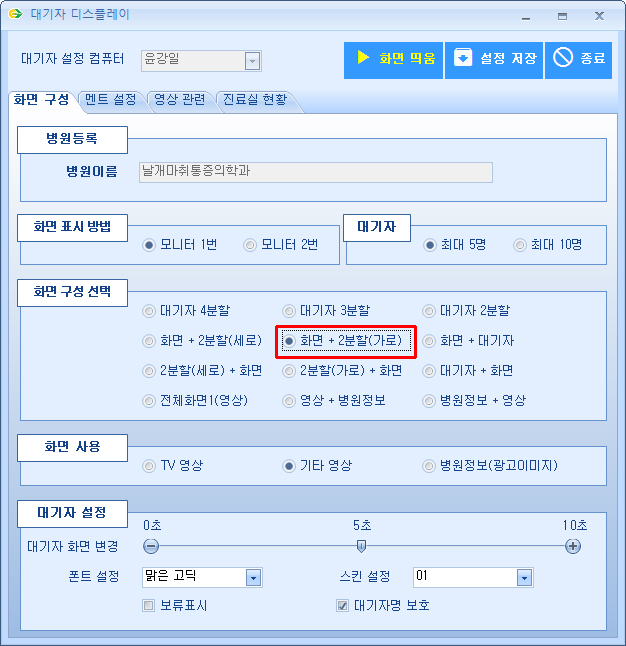 대기자 디스플레이
대기자 설정 컴퓨터 윤강일 화면 띄움 설정 저장 종료
화면 구성 멘트 설정 영상 관련 진료실 현황
병원등록
병원이름 날개마취통증의학과
화면 표시 방법 대기자
모니터 1번 모니터 2번 최대 5명 최대 10명
화면 구성 선택
대기자 4분할 대기자 3분할 대기자 2분할
화면 + 2분할(세로) 화면 + 2분할(가로) 화면 + 대기자
2분할(세로) + 화면 2분할(가로) + 화면 대기자 + 화면
전체화면1(영상) 영상 + 병원정보 병원정보 + 영상
화면 사용
TV 영상 기타 영상 병원정보(광고이미지)
대기자 설정
0초 5초 10초
대기자 화면 변경
폰트 설정 맑은 고딕 스킨 설정 01
보류표시 대기자명 보호